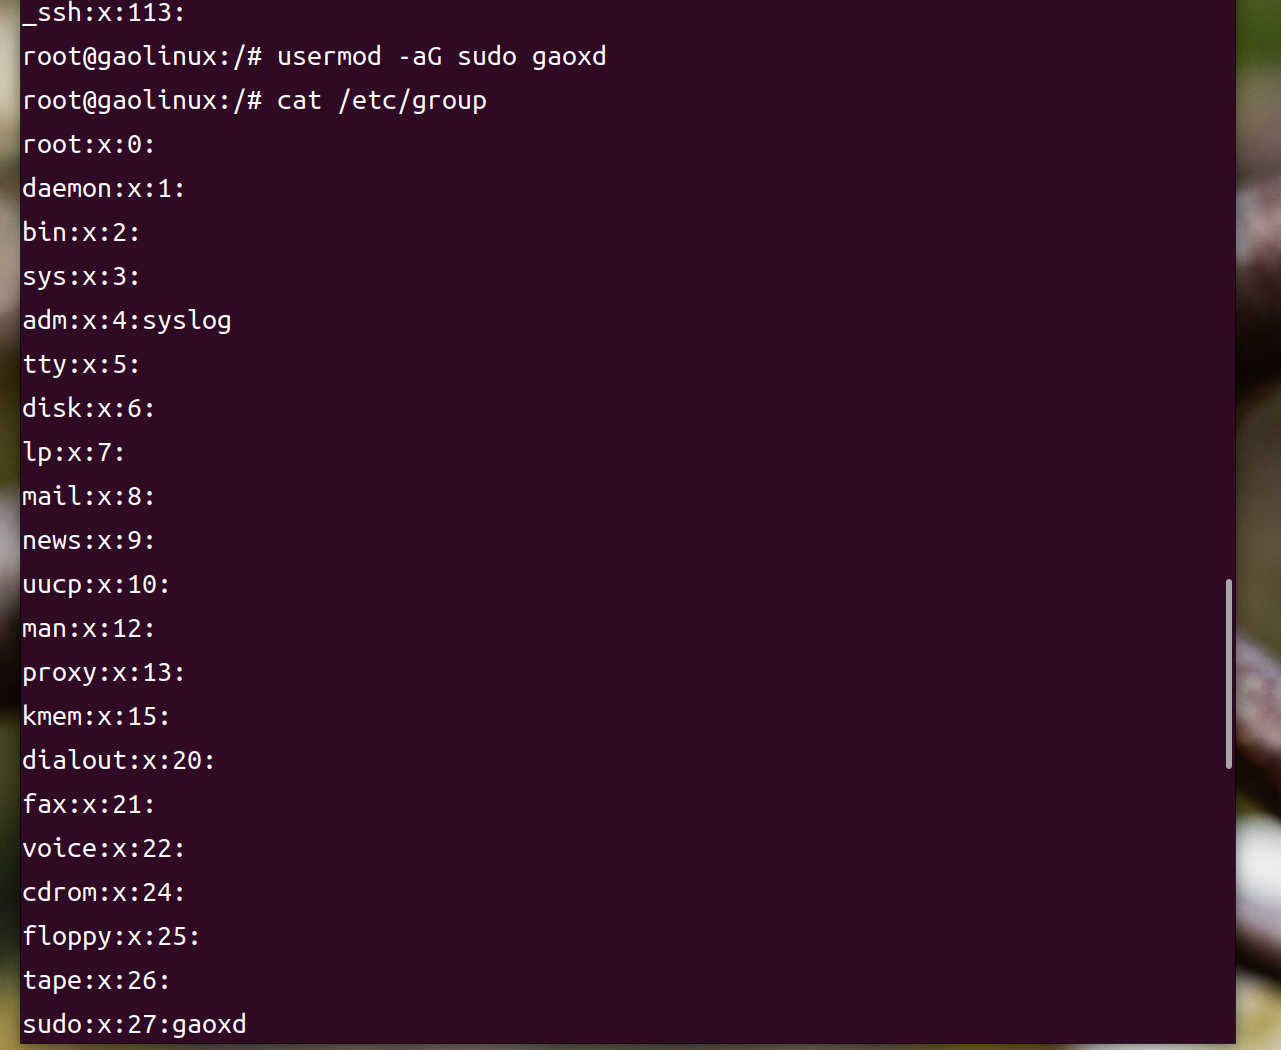 _ssh:x:113:
root@gaolinux:/# usermod -aG sudo gaoxd
root@gaolinux:/# cat /etc/group
root:x:0:
daemon:x:1:
bin:x:2:
sys:x:3:
adm:x:4:syslog
tty:x:5:
disk:x:6:
lp:x:7:
mail:x:8:
news:x:9:
uucp:x:10:
man:x:12:
proxy:x:13:
kmem:x:15:
dialout:x:20:
fax:x:21:
voice:x:22:
cdrom:x:24:
floppy:x:25:
tape:x:26:
sudo:x:27:gaoxd